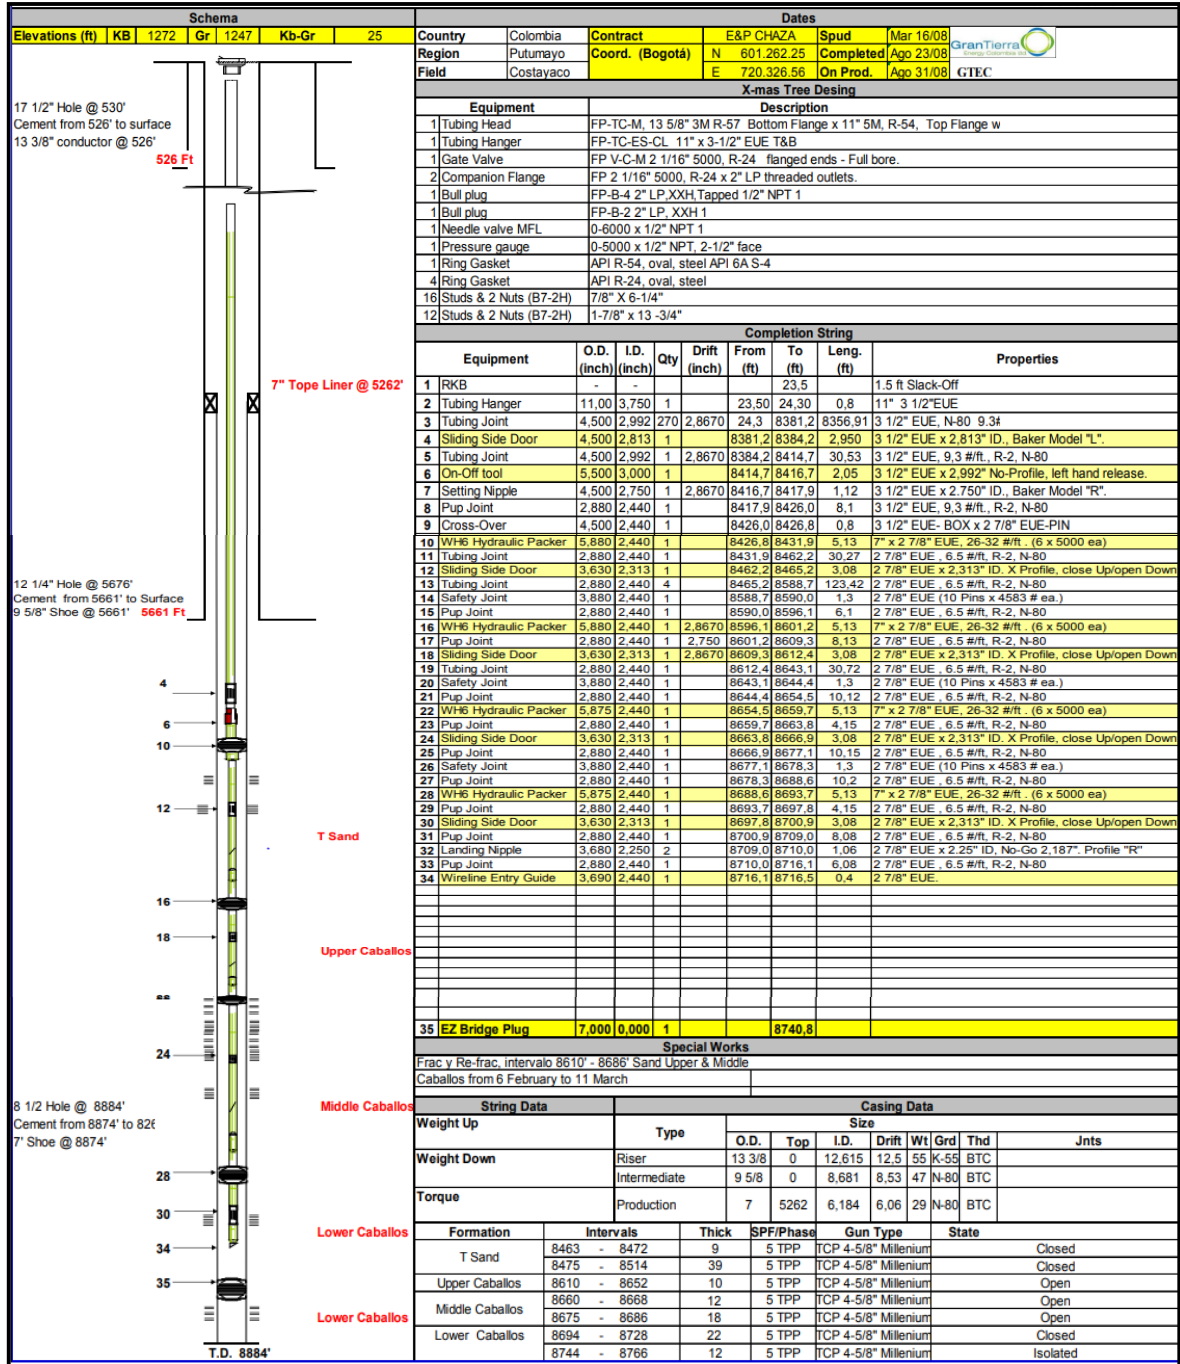 Schema
Dates
Elevations (ft) KB 1272 Gr 1247 Kb-Gr 25
Country Colombia Contract E&P CHAZA Spud Mar 16/08
Region Putumayo Coord. (Bogotá) N 601.262.25 Completed Ago 23/08
Field Costayaco E 720.326.56 On Prod. Ago 31/08
GranTierra
Energy Colombia ltd
GTEC
X-mas Tree Desing
Equipment Description
1 Tubing Head FP-TC-M, 13 5/8" 3M R-57 Bottom Flange x 11" 5M, R-54, Top Flange w
1 Tubing Hanger FP-TC-ES-CL 11" x 3-1/2" EUE T&B
1 Gate Valve FP V-C-M 2 1/16" 5000, R-24 flanged ends - Full bore.
2 Companion Flange FP 2 1/16" 5000, R-24 x 2" LP threaded outlets.
1 Bull plug FP-B-4 2" LP,XXH,Tapped 1/2" NPT 1
1 Bull plug FP-B-2 2" LP, XXH 1
1 Needle valve MFL 0-6000 x 1/2" NPT 1
1 Pressure gauge 0-5000 x 1/2" NPT, 2-1/2" face
1 Ring Gasket API R-54, oval, steel API 6A S-4
4 Ring Gasket API R-24, oval, steel
16 Studs & 2 Nuts (B7-2H) 7/8" X 6-1/4"
12 Studs & 2 Nuts (B7-2H) 1-7/8" x 13 -3/4"
Completion String
Equipment O.D. (inch) I.D. (inch) Qty Drift (inch) From (ft) To (ft) Leng. (ft) Properties
1 RKB - - 23,5 1.5 ft Slack-Off
2 Tubing Hanger 11,00 3,750 1 23,50 24,30 0,8 11" 3 1/2"EUE
3 Tubing Joint 4,500 2,992 270 2,8670 24,3 8381,2 8356,91 3 1/2" EUE, N-80 9.3#
4 Sliding Side Door 4,500 2,813 1 8381,2 8384,2 2,950 3 1/2" EUE x 2,813" ID., Baker Model "L".
5 Tubing Joint 4,500 2,992 1 2,8670 8384,2 8414,7 30,53 3 1/2" EUE, 9,3 #/ft., R-2, N-80
6 On-Off tool 5,500 3,000 1 8414,7 8416,7 2,05 3 1/2" EUE x 2,992" No-Profile, left hand release.
7 Setting Nipple 4,500 2,750 1 2,8670 8416,7 8417,9 1,12 3 1/2" EUE x 2.750" ID., Baker Model "R".
8 Pup Joint 2,880 2,440 1 8417,9 8426,0 8,1 3 1/2" EUE, 9,3 #/ft., R-2, N-80
9 Cross-Over 4,500 2,440 1 8426,0 8426,8 0,8 3 1/2" EUE- BOX x 2 7/8" EUE-PIN
10 WH6 Hydraulic Packer 5,880 2,440 1 8426,8 8431,9 5,13 7" x 2 7/8" EUE, 26-32 #/ft . (6 x 5000 ea)
11 Tubing Joint 2,880 2,440 1 8431,9 8462,2 30,27 2 7/8" EUE , 6.5 #/ft, R-2, N-80
12 Sliding Side Door 3,630 2,313 1 8462,2 8465,2 3,08 2 7/8" EUE x 2,313" ID. X Profile, close Up/open Down
13 Tubing Joint 2,880 2,440 4 8465,2 8588,7 123,42 2 7/8" EUE , 6.5 #/ft, R-2, N-80
14 Safety Joint 3,880 2,440 1 8588,7 8590,0 1,3 2 7/8" EUE (10 Pins x 4583 # ea.)
15 Pup Joint 2,880 2,440 1 8590,0 8596,1 6,1 2 7/8" EUE , 6.5 #/ft, R-2, N-80
16 WH6 Hydraulic Packer 5,880 2,440 1 2,8670 8596,1 8601,2 5,13 7" x 2 7/8" EUE, 26-32 #/ft . (6 x 5000 ea)
17 Pup Joint 2,880 2,440 1 2,750 8601,2 8609,3 8,13 2 7/8" EUE , 6.5 #/ft, R-2, N-80
18 Sliding Side Door 3,630 2,313 1 2,8670 8609,3 8612,4 3,08 2 7/8" EUE x 2,313" ID. X Profile, close Up/open Down
19 Tubing Joint 2,880 2,440 1 8612,4 8643,1 30,72 2 7/8" EUE , 6.5 #/ft, R-2, N-80
20 Safety Joint 3,880 2,440 1 8643,1 8644,4 1,3 2 7/8" EUE (10 Pins x 4583 # ea.)
21 Pup Joint 2,880 2,440 1 8644,4 8654,5 10,12 2 7/8" EUE , 6.5 #/ft, R-2, N-80
22 WH6 Hydraulic Packer 5,875 2,440 1 8654,5 8659,7 5,13 7" x 2 7/8" EUE, 26-32 #/ft . (6 x 5000 ea)
23 Pup Joint 2,880 2,440 1 8659,7 8663,8 4,15 2 7/8" EUE , 6.5 #/ft, R-2, N-80
24 Sliding Side Door 3,630 2,313 1 8663,8 8666,9 3,08 2 7/8" EUE x 2,313" ID. X Profile, close Up/open Down
25 Pup Joint 2,880 2,440 1 8666,9 8677,1 10,15 2 7/8" EUE , 6.5 #/ft, R-2, N-80
26 Safety Joint 3,880 2,440 1 8677,1 8678,3 1,3 2 7/8" EUE (10 Pins x 4583 # ea.)
27 Pup Joint 2,880 2,440 1 8678,3 8688,6 10,2 2 7/8" EUE , 6.5 #/ft, R-2, N-80
28 WH6 Hydraulic Packer 5,875 2,440 1 8688,6 8693,7 5,13 7" x 2 7/8" EUE, 26-32 #/ft . (6 x 5000 ea)
29 Pup Joint 2,880 2,440 1 8693,7 8697,8 4,15 2 7/8" EUE , 6.5 #/ft, R-2, N-80
30 Sliding Side Door 3,630 2,313 1 8697,8 8700,9 3,08 2 7/8" EUE x 2,313" ID. X Profile, close Up/open Down
31 Pup Joint 2,880 2,440 1 8700,9 8709,0 8,08 2 7/8" EUE , 6.5 #/ft, R-2, N-80
32 Landing Nipple 3,680 2,250 2 8709,0 8710,0 1,06 2 7/8" EUE x 2.25" ID, No-Go 2,187". Profile "R"
33 Pup Joint 2,880 2,440 1 8710,0 8716,1 6,08 2 7/8" EUE , 6.5 #/ft, R-2, N-80
34 Wireline Entry Guide 3,690 2,440 1 8716,1 8716,5 0,4 2 7/8" EUE.
35 EZ Bridge Plug 7,000 0,000 1 8740,8
Special Works
Frac y Re-frac, intervalo 8610' - 8686' Sand Upper & Middle
Caballos from 6 February to 11 March
String Data
Weight Up
Weight Down
Torque
Casing Data
Type Size Jnts
O.D. Top I.D. Drift Wt Grd Thd
Riser 13 3/8 0 12,615 12,5 55 K-55 BTC
Intermediate 9 5/8 0 8,681 8,53 47 N-80 BTC
Production 7 5262 6,184 6,06 29 N-80 BTC
Formation Intervals Thick SPF/Phase Gun Type State
T Sand 8463 - 8472 9 5 TPP TCP 4-5/8" Millenium Closed
8475 - 8514 39 5 TPP TCP 4-5/8" Millenium Closed
Upper Caballos 8610 - 8652 10 5 TPP TCP 4-5/8" Millenium Open
Middle Caballos 8660 - 8668 12 5 TPP TCP 4-5/8" Millenium Open
8675 - 8686 18 5 TPP TCP 4-5/8" Millenium Open
Lower Caballos 8694 - 8728 22 5 TPP TCP 4-5/8" Millenium Closed
8744 - 8766 12 5 TPP TCP 4-5/8" Millenium Isolated
17 1/2" Hole @ 530'
Cement from 526' to surface
13 3/8" conductor @ 526'
526 Ft
7" Tope Liner @ 5262'
12 1/4" Hole @ 5676'
Cement from 5661' to Surface
9 5/8" Shoe @ 5661' 5661 Ft
4
6
10
12
T Sand
16
18
Upper Caballos
24
8 1/2 Hole @ 8884'
Middle Caballos
Cement from 8874' to 826
7' Shoe @ 8874'
28
30
Lower Caballos
34
35
Lower Caballos
T.D. 8884'